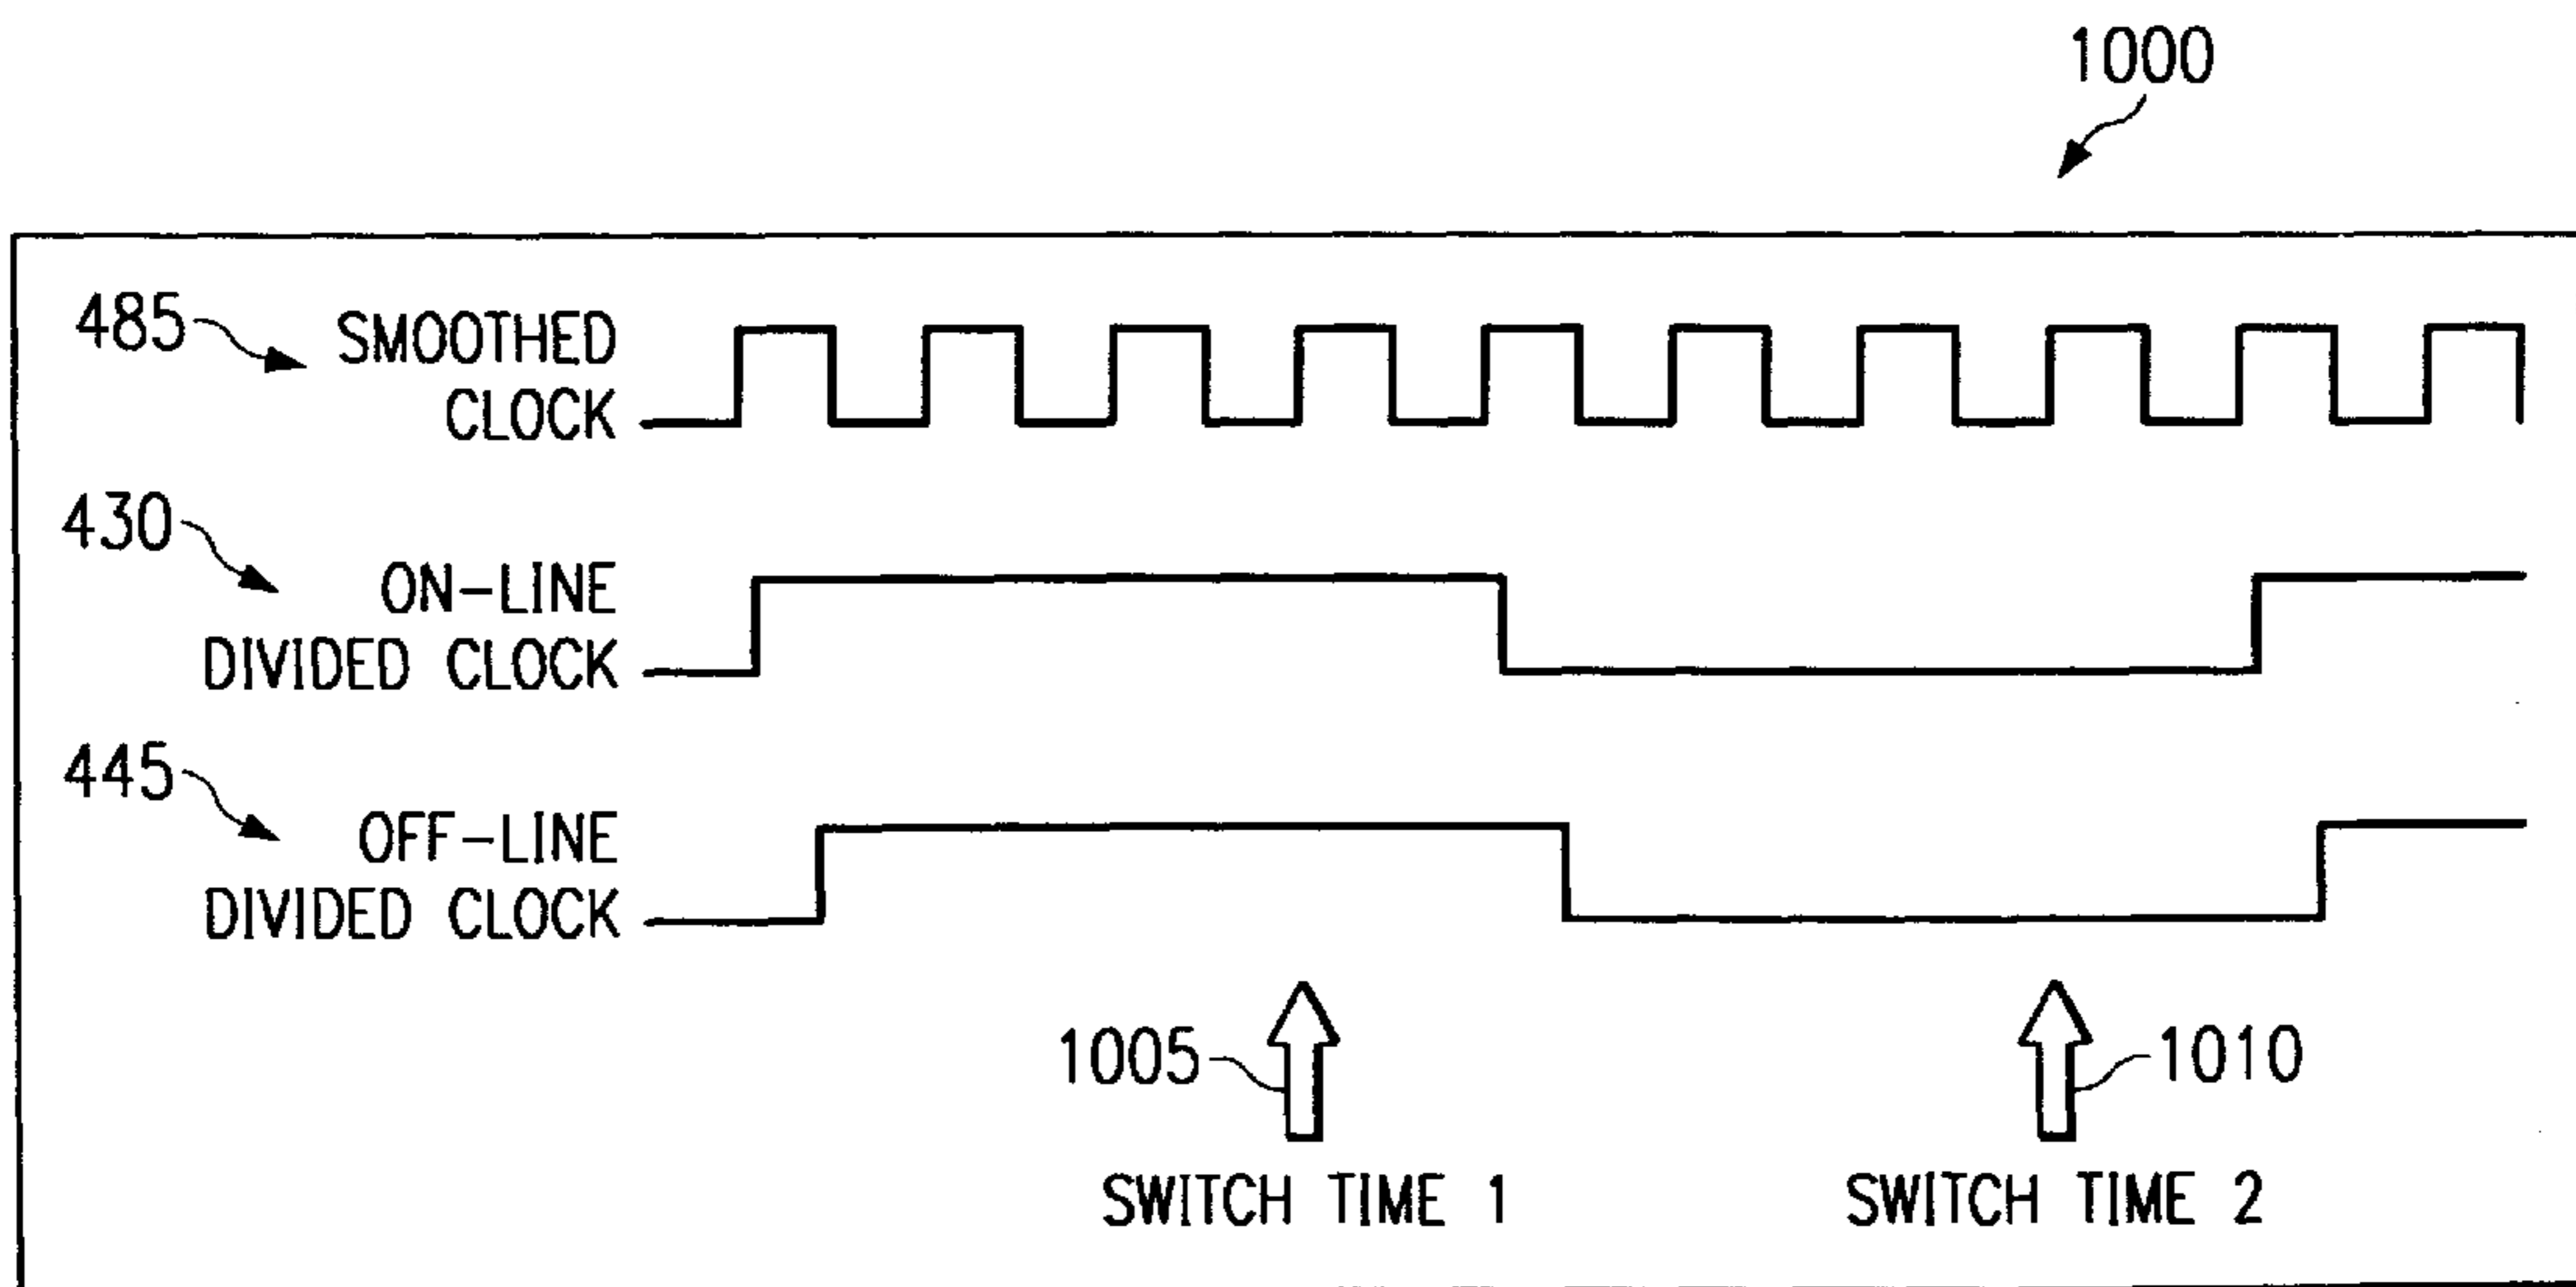 1000
485
SMOOTHED
CLOCK
430
ON-LINE
DIVIDED CLOCK
445
OFF-LINE
DIVIDED CLOCK
1005
1010
SWITCH TIME 1
SWITCH TIME 2